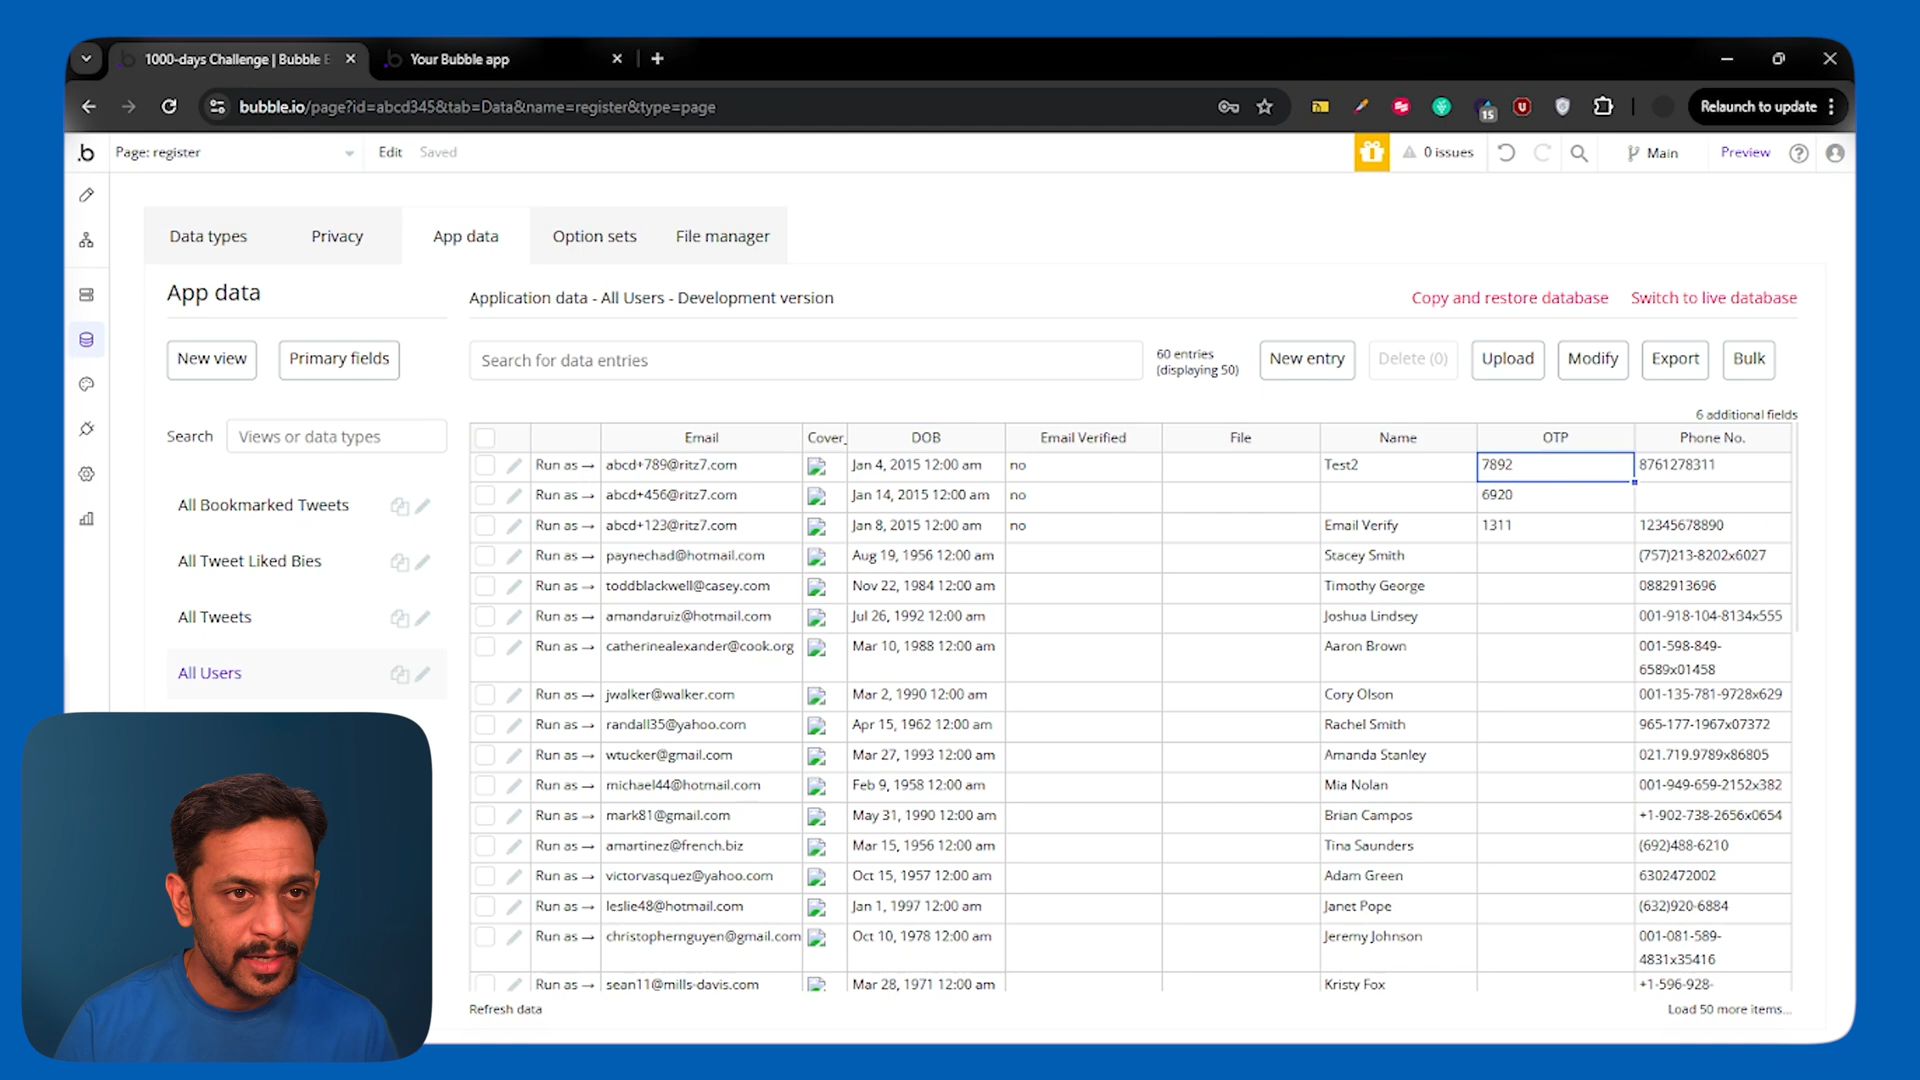 1000-days Challenge | Bubble E
Your Bubble app
bubble.io/page?id=abcd345&tab=Data&name=register&type=page
15
Relaunch to update
.b
Page: register
Edit
Saved
0 issues
Main
Preview
Data types
Privacy
App data
Option sets
File manager
App data
Application data - All Users - Development version
Copy and restore database
Switch to live database
New view
Primary fields
Search for data entries
60 entries
(displaying 50)
New entry
Delete (0)
Upload
Modify
Export
Bulk
6 additional fields
Search
Views or data types
All Bookmarked Tweets
All Tweet Liked Bies
All Tweets
All Users
Email Cover_ DOB Email Verified File Name OTP Phone No.
Run as → abcd+789@ritz7.com Jan 4, 2015 12:00 am no Test2 7892 8761278311
Run as → abcd+456@ritz7.com Jan 14, 2015 12:00 am no 6920
Run as → abcd+123@ritz7.com Jan 8, 2015 12:00 am no Email Verify 1311 12345678890
Run as → paynechad@hotmail.com Aug 19, 1956 12:00 am Stacey Smith (757)213-8202x6027
Run as → toddblackwell@casey.com Nov 22, 1984 12:00 am Timothy George 0882913696
Run as → amandaruiz@hotmail.com Jul 26, 1992 12:00 am Joshua Lindsey 001-918-104-8134x555
Run as → catherinealexander@cook.org Mar 10, 1988 12:00 am Aaron Brown 001-598-849-
6589x01458
Run as → jwalker@walker.com Mar 2, 1990 12:00 am Cory Olson 001-135-781-9728x629
Run as → randall35@yahoo.com Apr 15, 1962 12:00 am Rachel Smith 965-177-1967x07372
Run as → wtucker@gmail.com Mar 27, 1993 12:00 am Amanda Stanley 021.719.9789x86805
Run as → michael44@hotmail.com Feb 9, 1958 12:00 am Mia Nolan 001-949-659-2152x382
Run as → mark81@gmail.com May 31, 1990 12:00 am Brian Campos +1-902-738-2656x0654
Run as → amartinez@french.biz Mar 15, 1956 12:00 am Tina Saunders (692)488-6210
Run as → victorvasquez@yahoo.com Oct 15, 1957 12:00 am Adam Green 6302472002
Run as → leslie48@hotmail.com Jan 1, 1997 12:00 am Janet Pope (632)920-6884
Run as → christophernguyen@gmail.com Oct 10, 1978 12:00 am Jeremy Johnson 001-081-589-
4831x35416
Run as → sean11@mills-davis.com Mar 28, 1971 12:00 am Kristy Fox +1-596-928-
Refresh data
Load 50 more items...